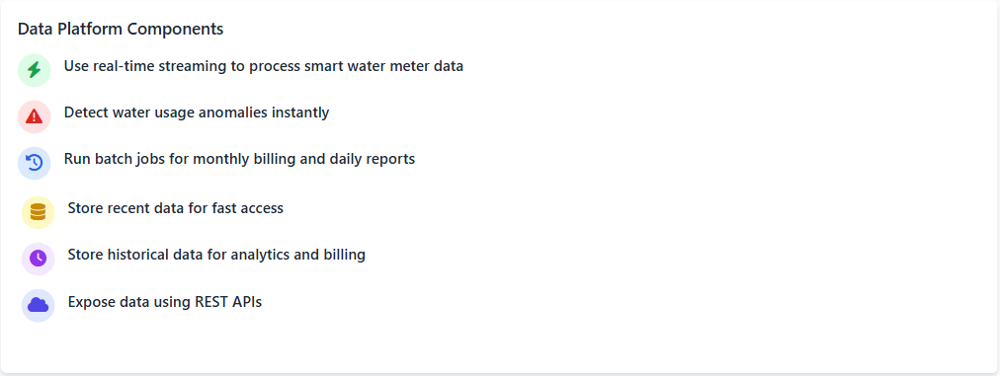 Data Platform Components
Use real-time streaming to process smart water meter data
Detect water usage anomalies instantly
Run batch jobs for monthly billing and daily reports
Store recent data for fast access
Store historical data for analytics and billing
Expose data using REST APIs